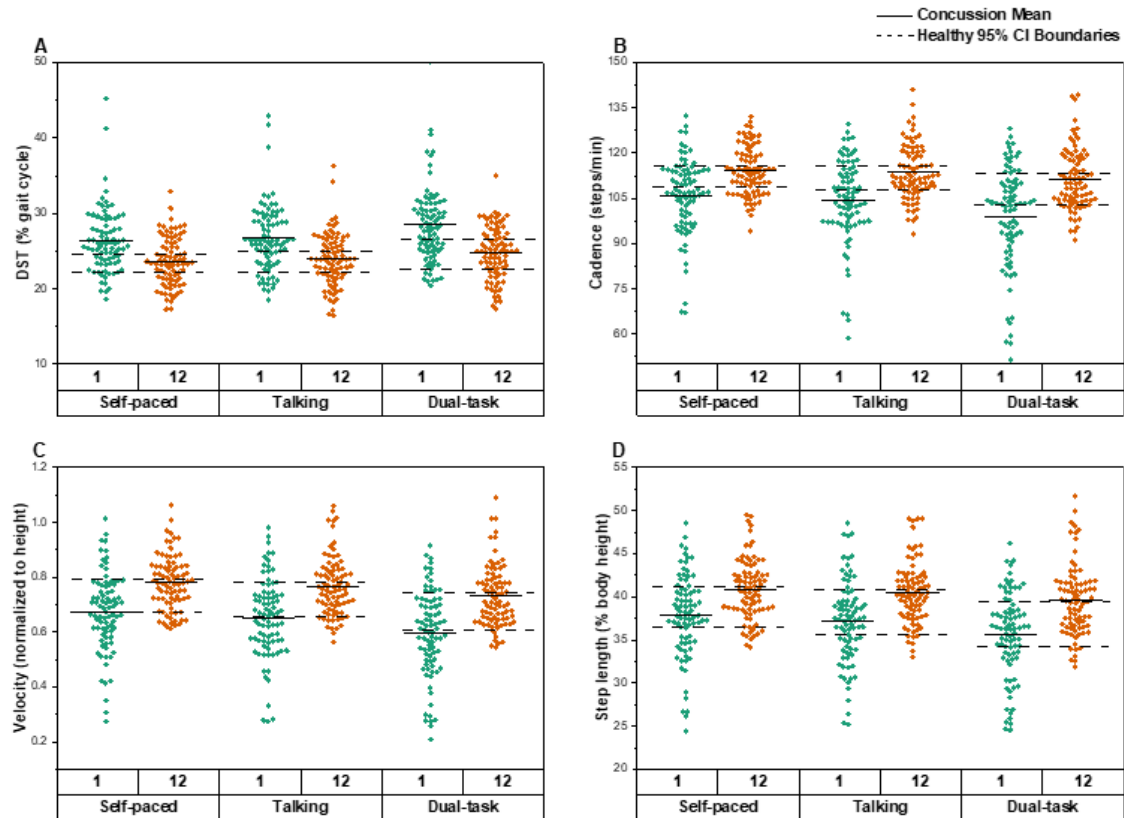 Concussion Mean
Healthy 95% CI Boundaries
A
DST (% gait cycle)
50
40
30
20
10
1 12 1 12 1 12
Self-paced Talking Dual-task
B
Cadence (steps/min)
150
135
120
105
90
75
60
1 12 1 12 1 12
Self-paced Talking Dual-task
C
Velocity (normalized to height)
1.2
1.0
0.8
0.6
0.4
0.2
1 12 1 12 1 12
Self-paced Talking Dual-task
D
Step length (% body height)
55
50
45
40
35
30
25
20
1 12 1 12 1 12
Self-paced Talking Dual-task